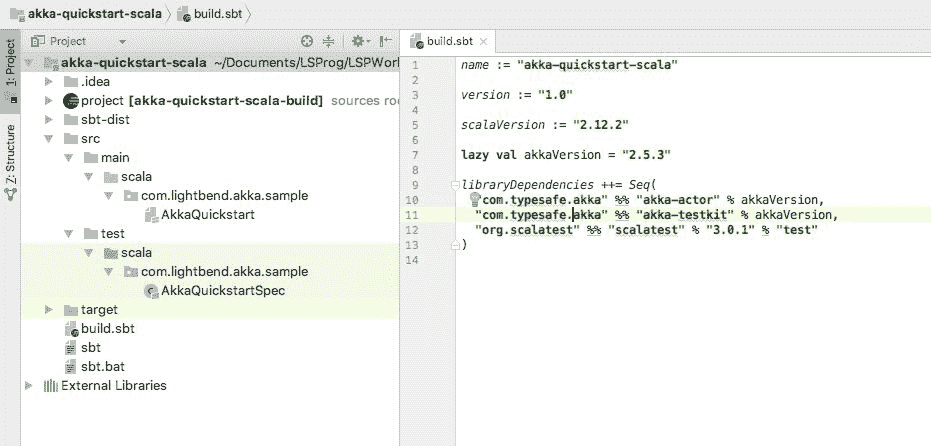 akka-quickstart-scala
build.sbt
1: Project
Z: Structure
Project
akka-quickstart-scala ~/Documents/LSProg/LSPWorl
.idea
project [akka-quickstart-scala-build] sources roo
sbt-dist
src
main
scala
com.lightbend.akka.sample
AkkaQuickstart
test
scala
com.lightbend.akka.sample
AkkaQuickstartSpec
target
build.sbt
sbt
sbt.bat
External Libraries
build.sbt
1 name := "akka-quickstart-scala"
2
3 version := "1.0"
4
5 scalaVersion := "2.12.2"
6
7 lazy val akkaVersion = "2.5.3"
8
9 libraryDependencies ++= Seq(
10 "com.typesafe.akka" %% "akka-actor" % akkaVersion,
11 "com.typesafe.akka" %% "akka-testkit" % akkaVersion,
12 "org.scalatest" %% "scalatest" % "3.0.1" % "test"
13 )
14